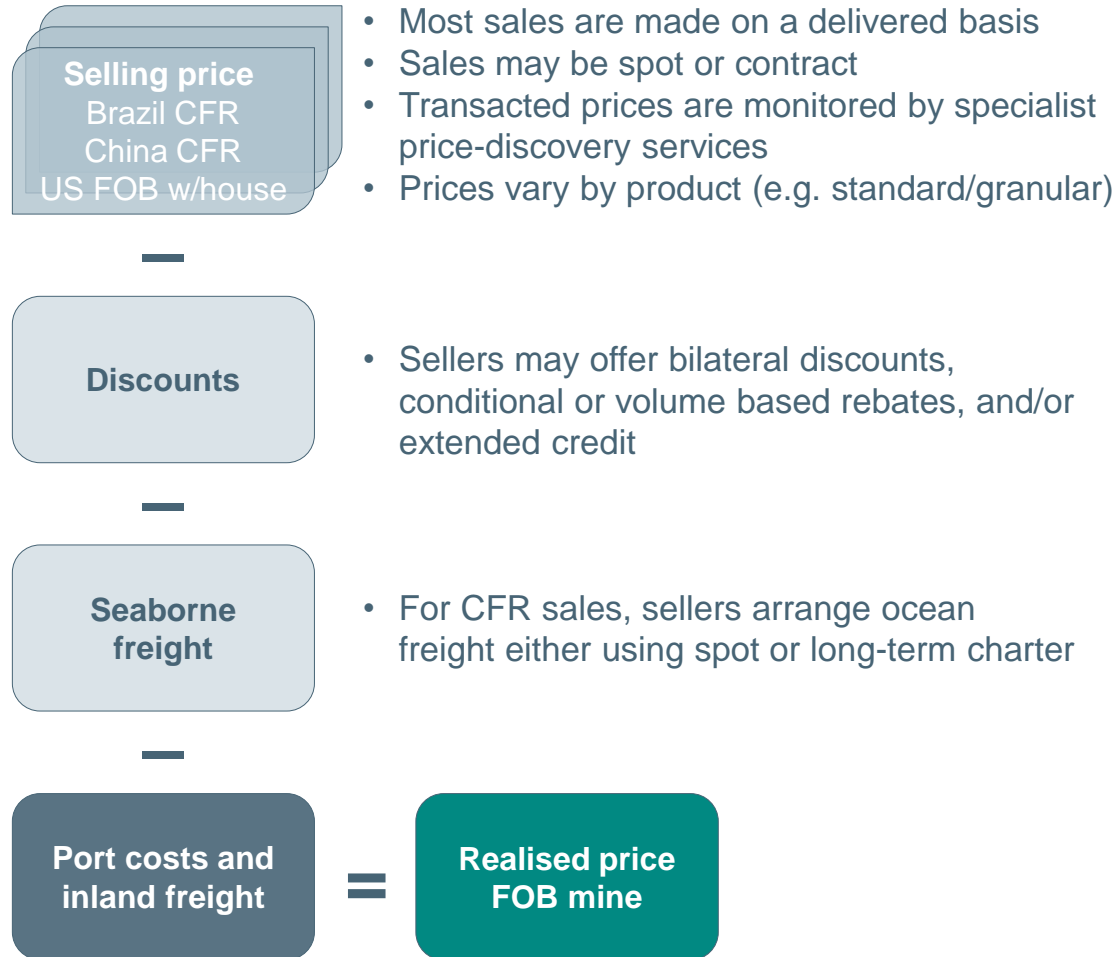 Selling price
Brazil CFR
China CFR
US FOB w/house
• Most sales are made on a delivered basis
• Sales may be spot or contract
• Transacted prices are monitored by specialist
price-discovery services
• Prices vary by product (e.g. standard/granular)
–
Discounts
• Sellers may offer bilateral discounts,
conditional or volume based rebates, and/or
extended credit
–
Seaborne
freight
• For CFR sales, sellers arrange ocean
freight either using spot or long-term charter
–
Port costs and
inland freight
=
Realised price
FOB mine